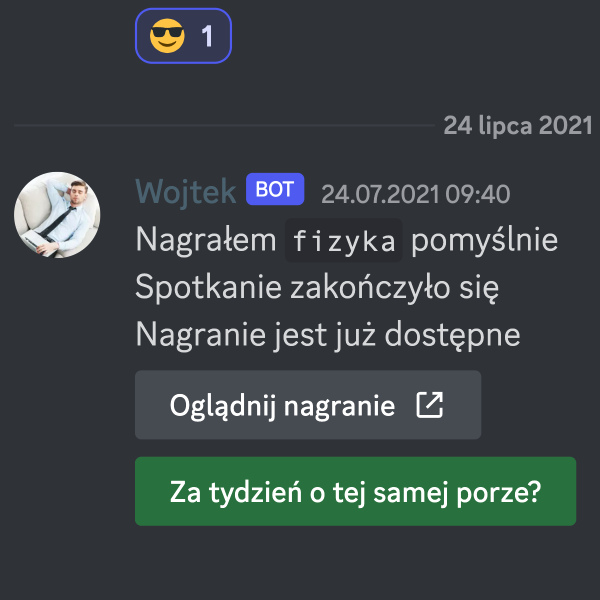 1
24 lipca 2021
Wojtek BOT 24.07.2021 09:40
Nagrałem fizyka pomyślnie
Spotkanie zakończyło się
Nagranie jest już dostępne
Oglądnij nagranie
Za tydzień o tej samej porze?